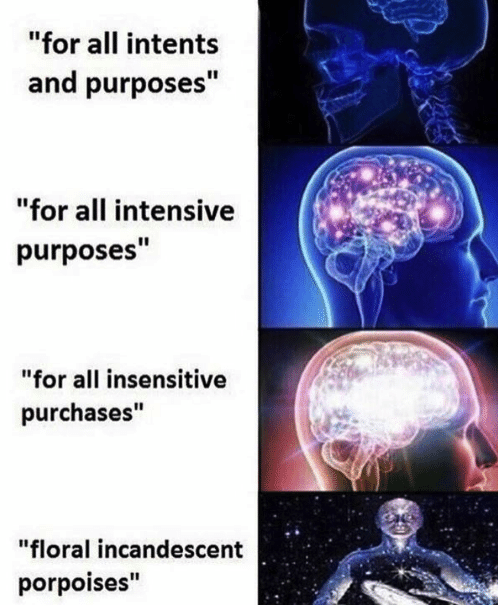 "for all intents
and purposes"
"for all intensive
purposes"
"for all insensitive
purchases"
"floral incandescent
porpoises"